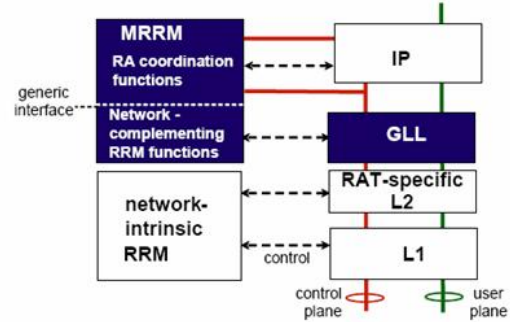 MRRM
RA coordination
functions
generic
interface
Network -
complementing
RRM functions
network-
intrinsic
RRM
control
IP
GLL
RAT-specific
L2
L1
control
plane
user
plane